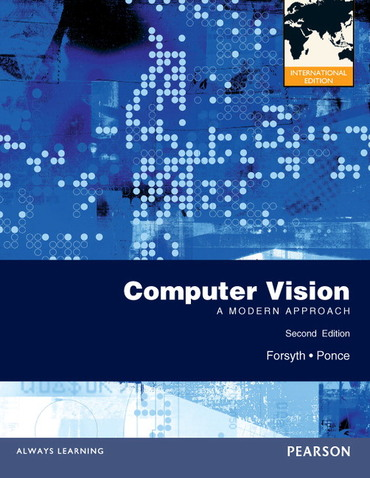 INTERNATIONAL
EDITION
Computer Vision
A MODERN APPROACH
Second Edition
Forsyth • Ponce
ALWAYS LEARNING
PEARSON